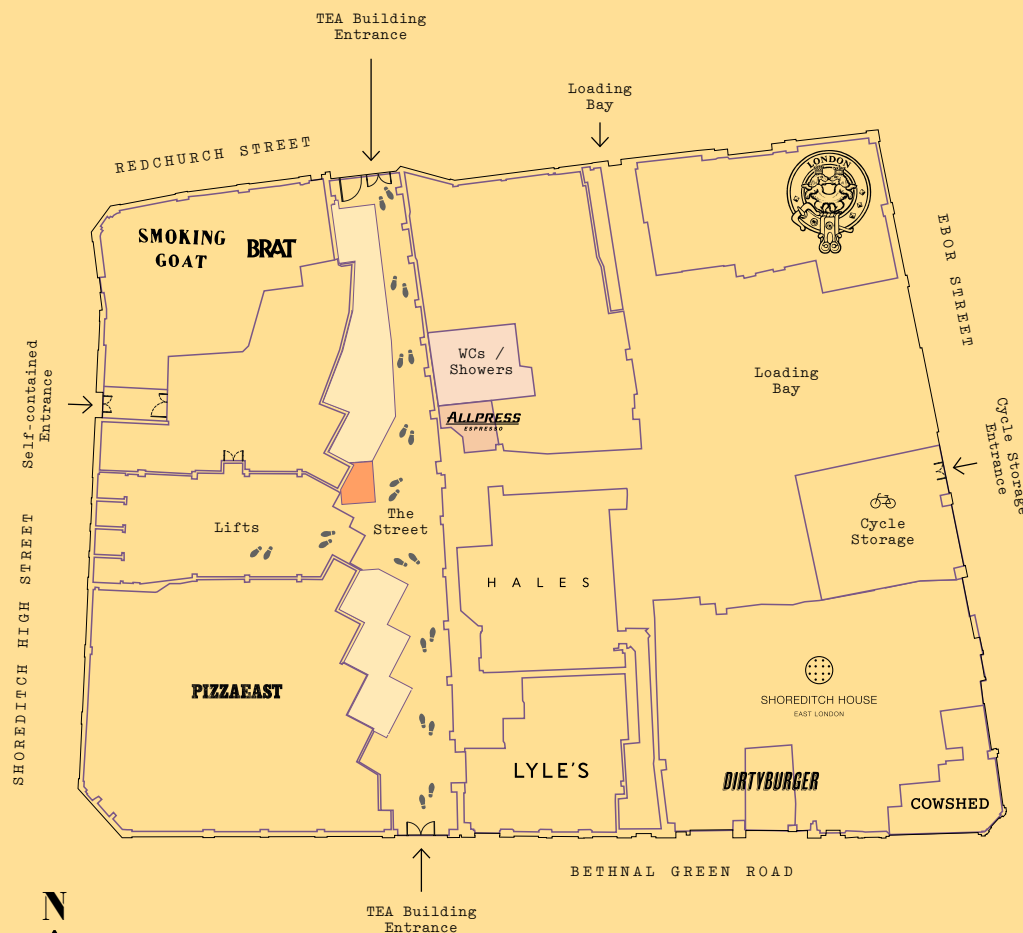 TEA Building
Entrance
Loading
Bay
REDCHURCH STREET
LONDON
SMOKING
GOAT
BRAT
EBOR STREET
WCs /
Showers
Loading
Bay
Self-contained
Entrance
ALLPRESS
ESPRESSO
Cycle Storage
Entrance
The
Street
Lifts
Cycle
Storage
HALES
SHOREDITCH HIGH STREET
PIZZAEAST
SHOREDITCH HOUSE
EAST LONDON
LYLE'S
DIRTYBURGER
COWSHED
BETHNAL GREEN ROAD
N
TEA Building
Entrance